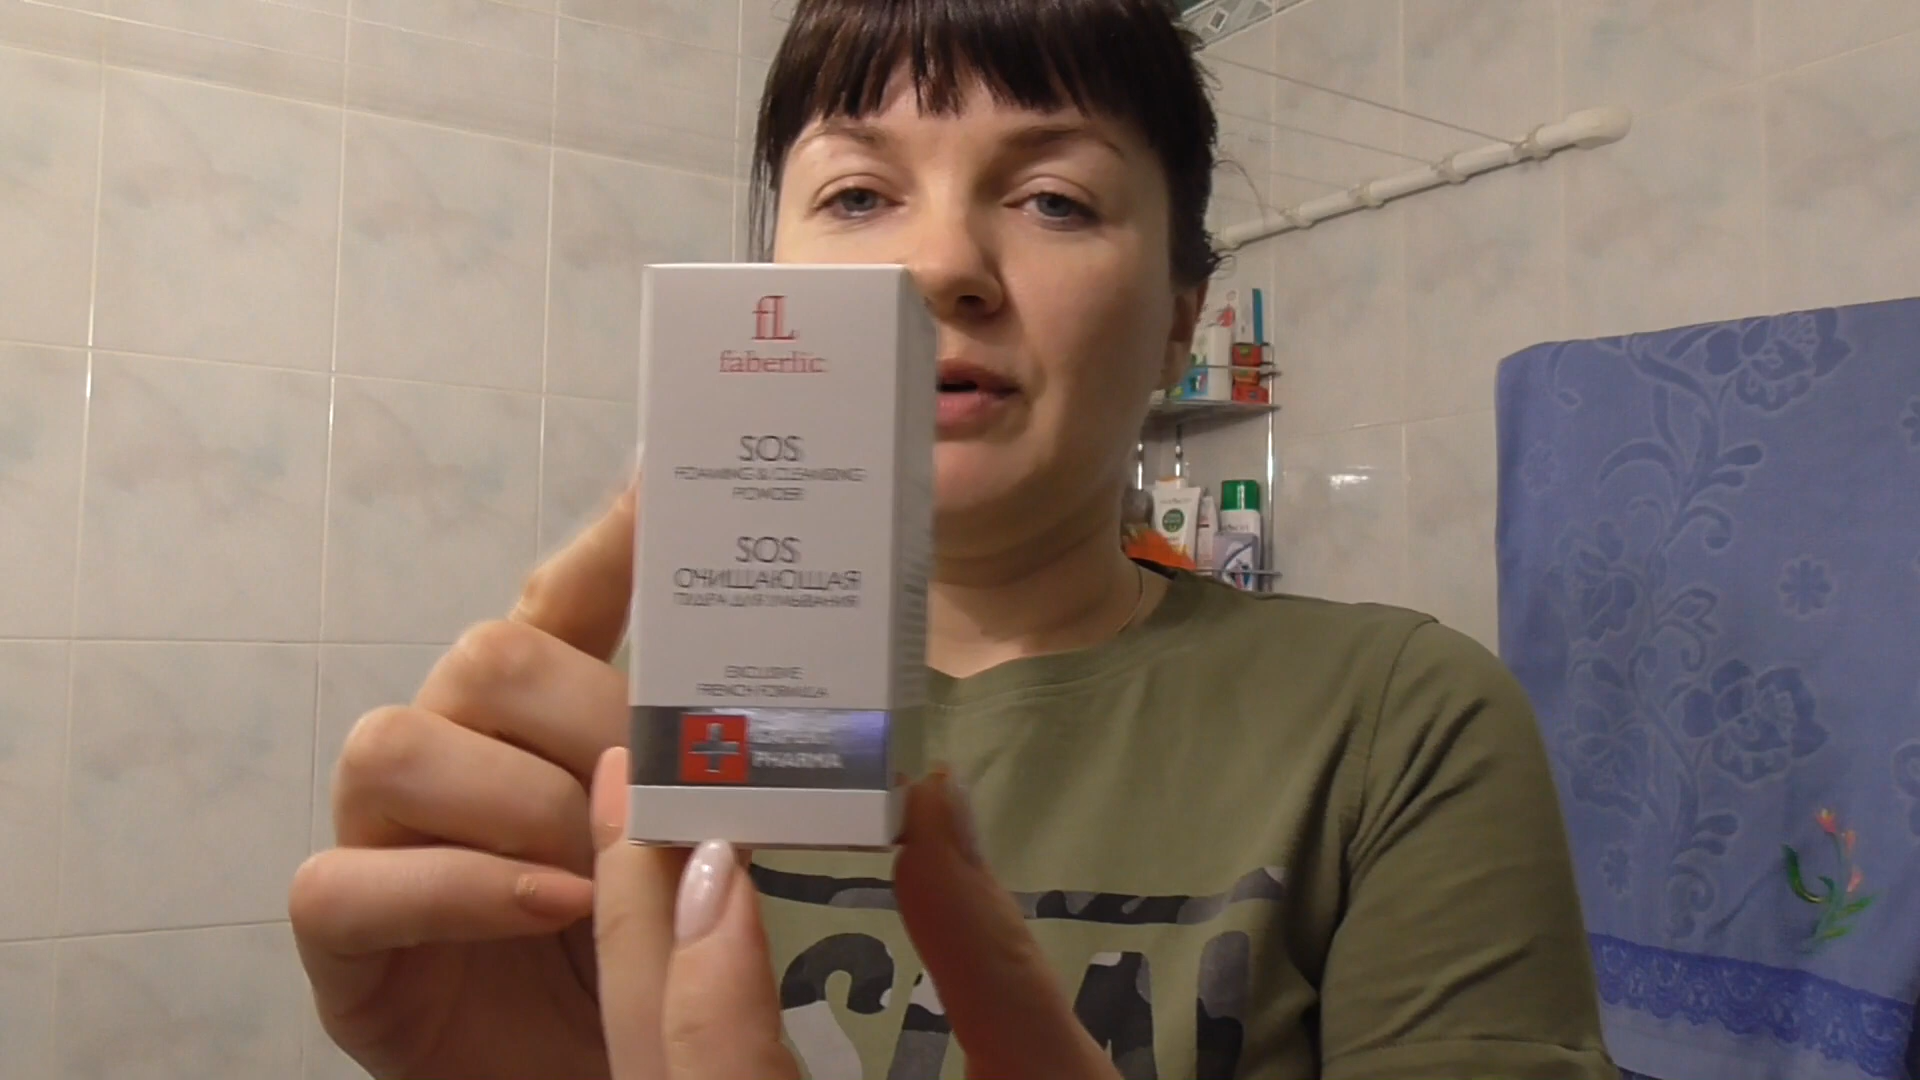 fL
faberlic
SOS
FOAMING & CLEANSING
POWDER
SOS
ОЧИЩАЮЩАЯ
ПУДРА ДЛЯ УМЫВАНИЯ
EXCLUSIVE
FRENCH FORMULA
PHARMA